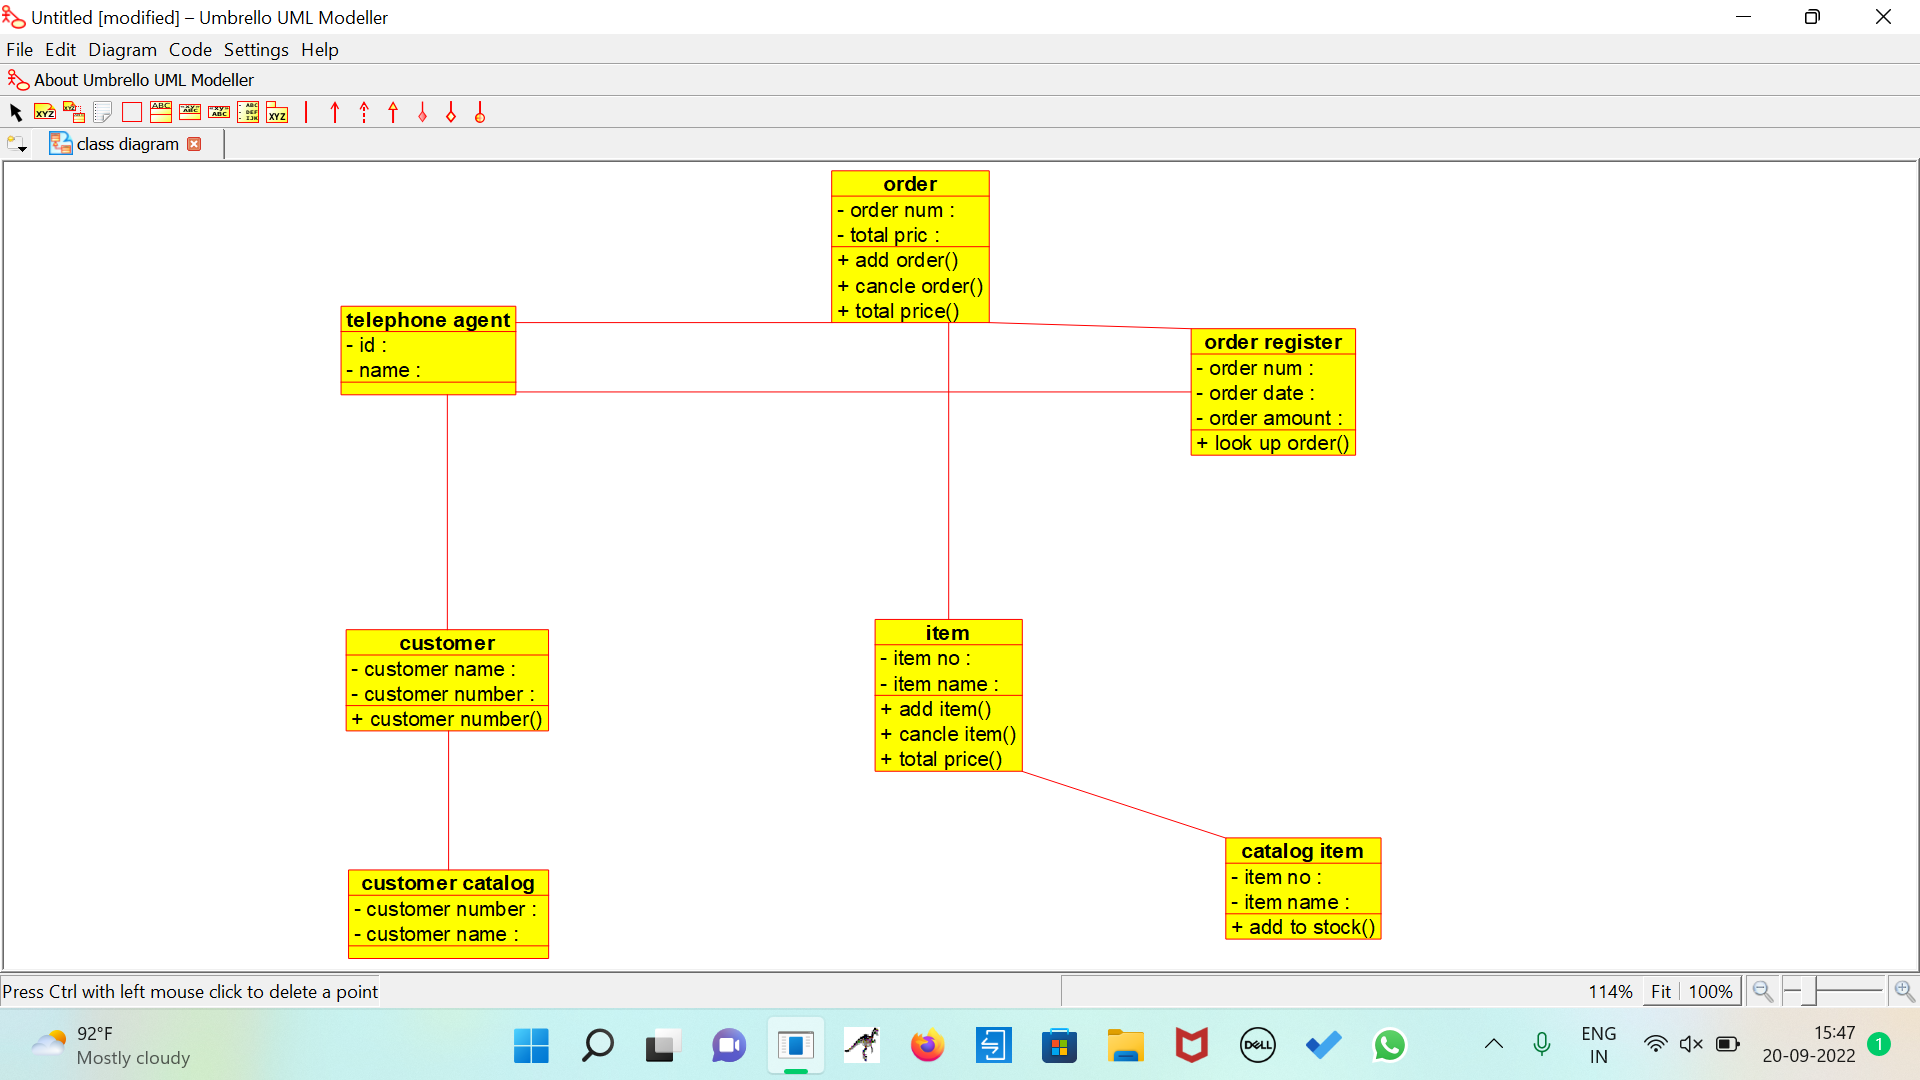 Untitled [modified] – Umbrello UML Modeller
File Edit Diagram Code Settings Help
About Umbrello UML Modeller
class diagram
order
- order num :
- total pric :
+ add order()
+ cancle order()
+ total price()
telephone agent
- id :
- name :
order register
- order num :
- order date :
- order amount :
+ look up order()
customer
- customer name :
- customer number :
+ customer number()
item
- item no :
- item name :
+ add item()
+ cancle item()
+ total price()
customer catalog
- customer number :
- customer name :
catalog item
- item no :
- item name :
+ add to stock()
Press Ctrl with left mouse click to delete a point
114% Fit 100%
92°F
Mostly cloudy
DELL
ENG
IN
15:47
20-09-2022
1